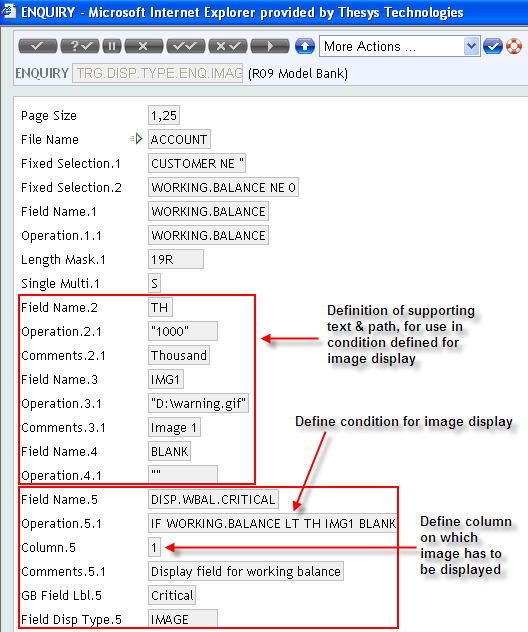 ENQUIRY - Microsoft Internet Explorer provided by Thesys Technologies
More Actions ...
ENQUIRY TRG.DISP.TYPE.ENQ.IMAG (R09 Model Bank)
Page Size 1,25
File Name ACCOUNT
Fixed Selection.1 CUSTOMER NE "
Fixed Selection.2 WORKING.BALANCE NE 0
Field Name.1 WORKING.BALANCE
Operation.1.1 WORKING.BALANCE
Length Mask.1 19R
Single Multi.1 S
Field Name.2 TH
Operation.2.1 "1000"
Comments.2.1 Thousand
Field Name.3 IMG1
Operation.3.1 "D:\warning.gif"
Comments.3.1 Image 1
Field Name.4 BLANK
Operation.4.1 ""
Field Name.5 DISP.WBAL.CRITICAL
Operation.5.1 IF WORKING.BALANCE LT TH IMG1 BLANK
Column.5 1
Comments.5.1 Display field for working balance
GB Field Lbl.5 Critical
Field Disp Type.5 IMAGE
Definition of supporting
text & path, for use in
condition defined for
image display
Define condition for image display
Define column
on which
image has to
be displayed